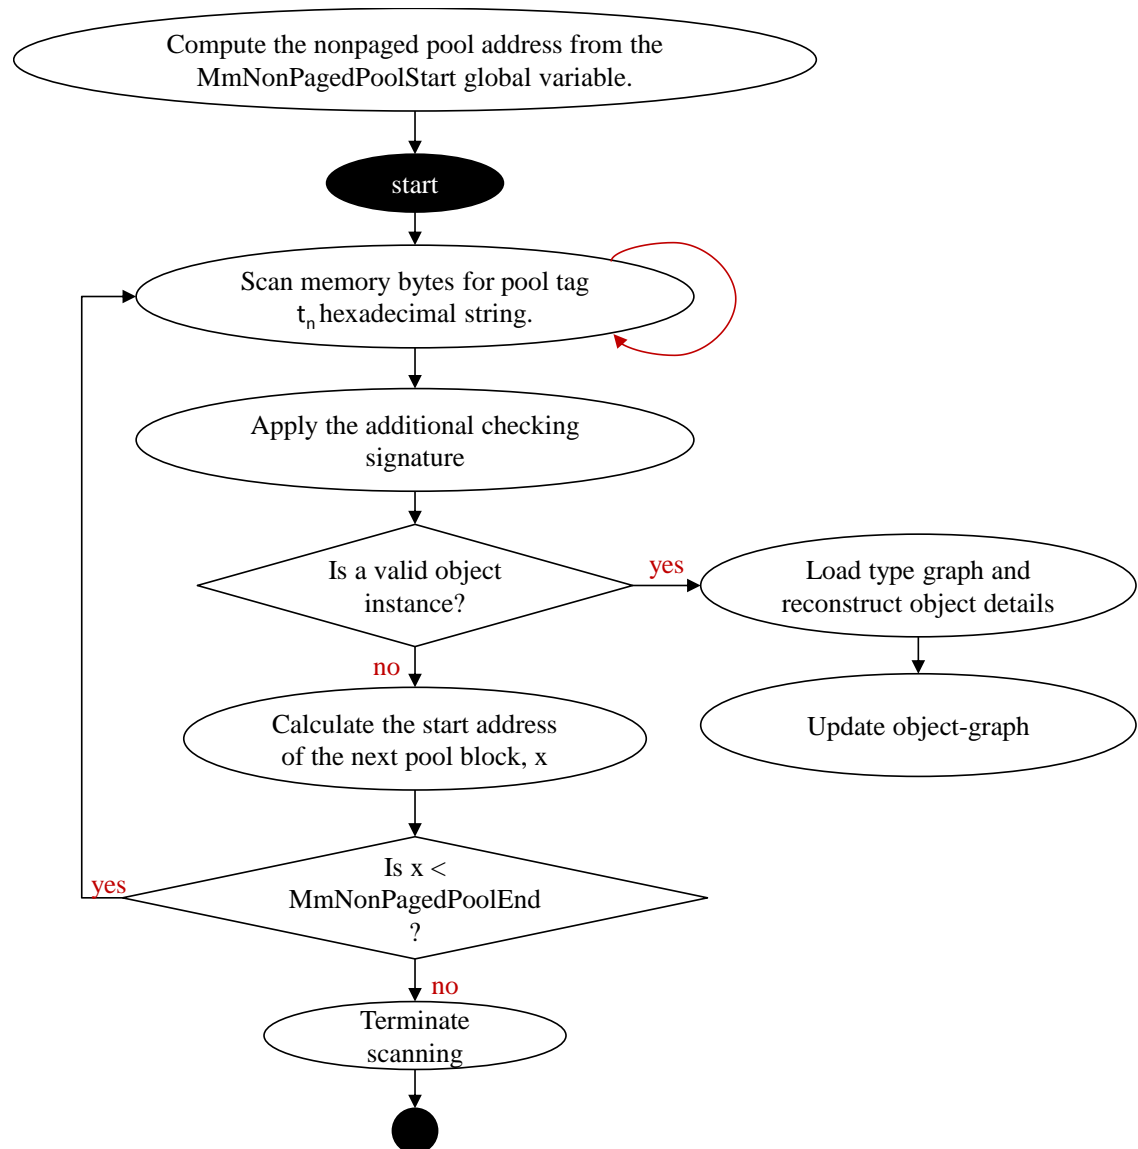 Compute the nonpaged pool address from the
MmNonPagedPoolStart global variable.
start
Scan memory bytes for pool tag
tn hexadecimal string.
Apply the additional checking
signature
Is a valid object
instance?
yes
Load type graph and
reconstruct object details
no
Update object-graph
Calculate the start address
of the next pool block, x
Is x <
MmNonPagedPoolEnd
?
yes
no
Terminate
scanning